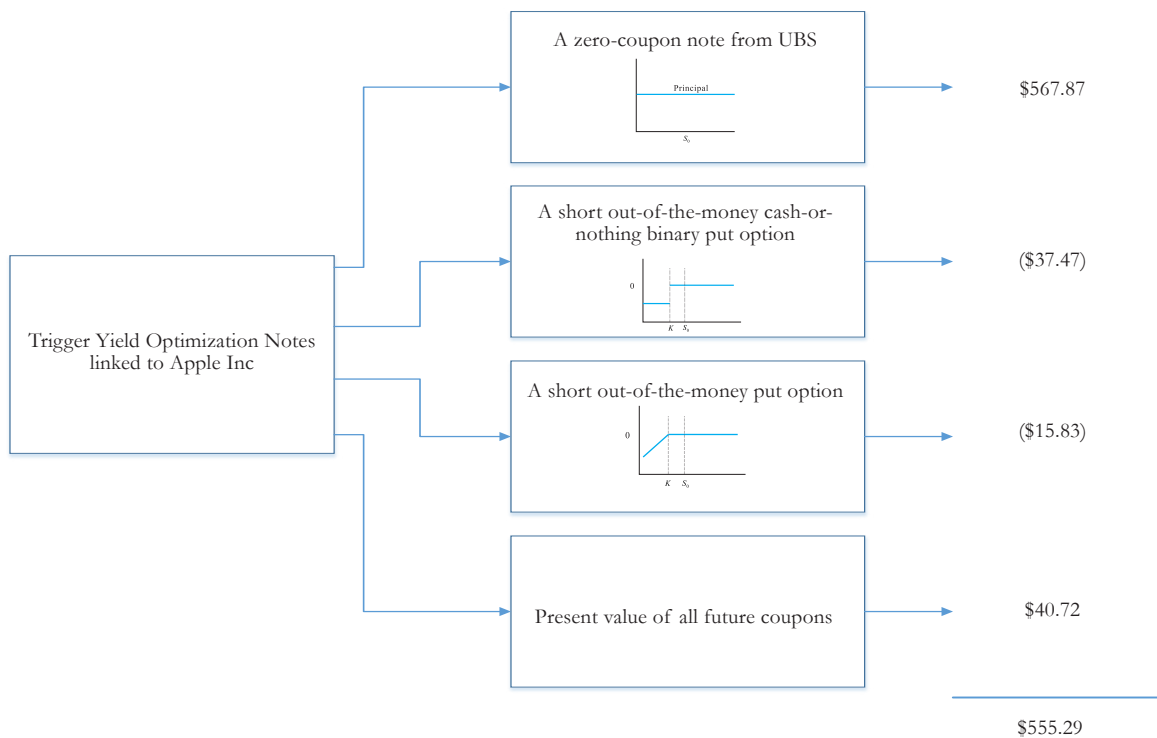 A zero-coupon note from UBS
Principal
S0
$567.87
A short out-of-the-money cash-or-
nothing binary put option
0
K S0
($37.47)
Trigger Yield Optimization Notes
linked to Apple Inc
A short out-of-the-money put option
0
K S0
($15.83)
Present value of all future coupons
$40.72
$555.29